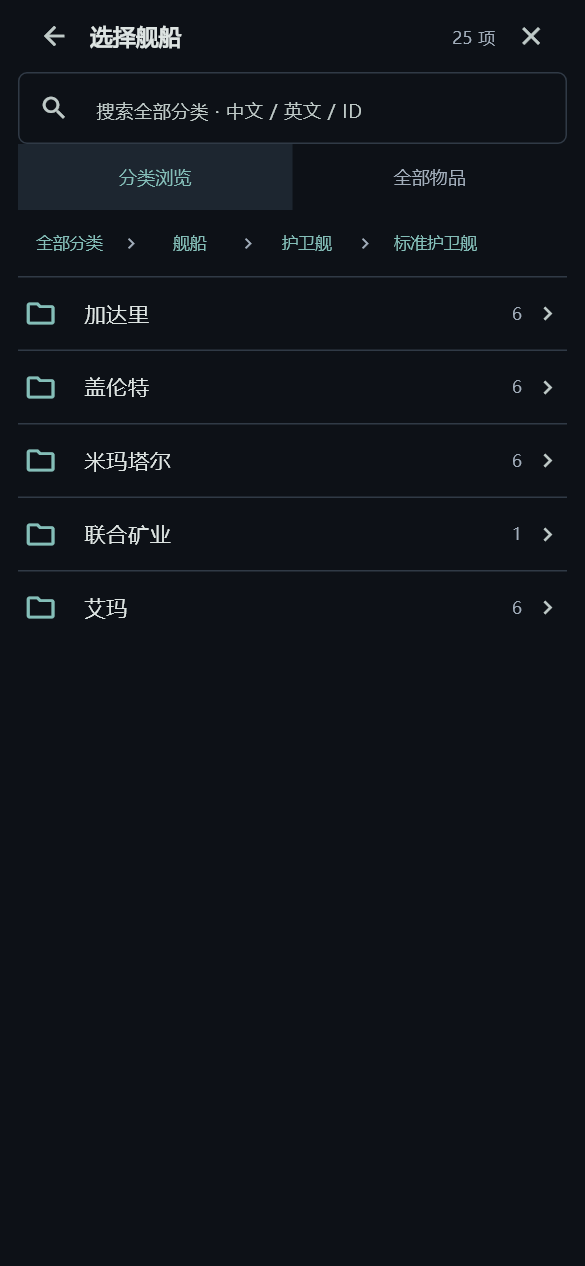 选择舰船 25 项
搜索全部分类 · 中文 / 英文 / ID
分类浏览 全部物品
全部分类 > 舰船 > 护卫舰 > 标准护卫舰
加达里 6
盖伦特 6
米玛塔尔 6
联合矿业 1
艾玛 6